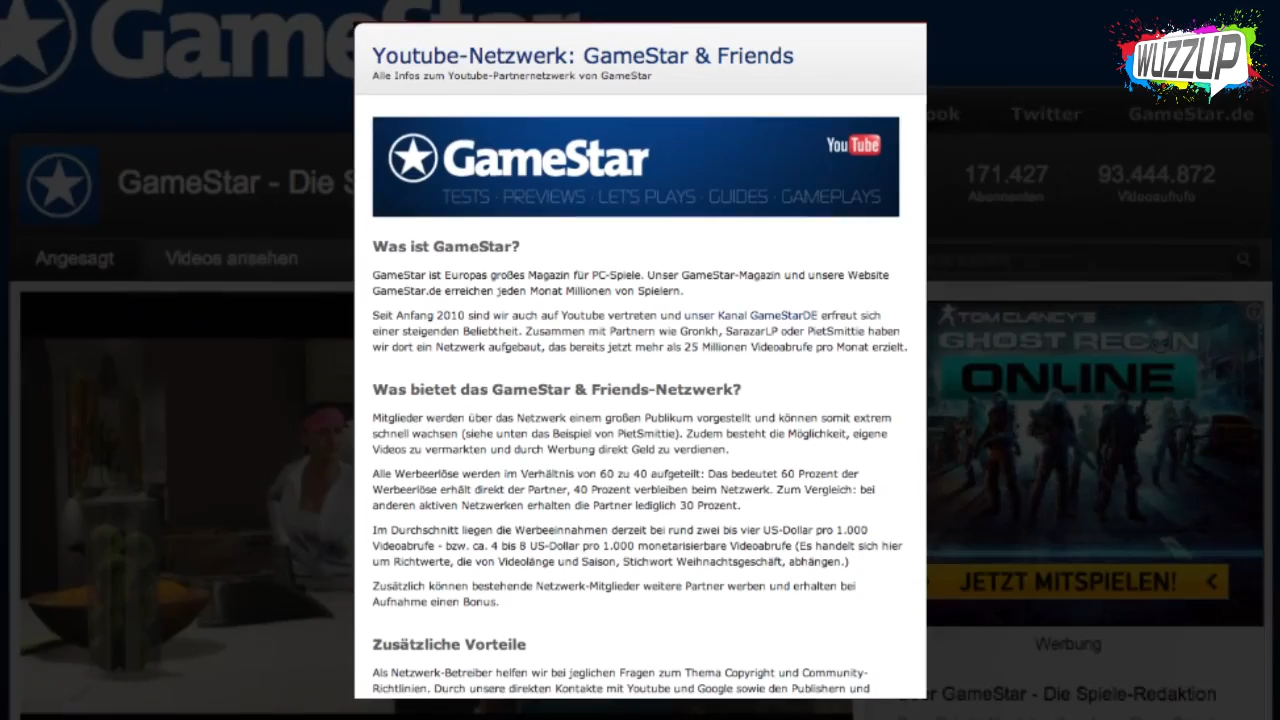 GameStar
WUZZUP
Youtube-Netzwerk: GameStar & Friends
Alle Infos zum Youtube-Partnernetzwerk von GameStar
ook Twitter GameStar.de
GameStar
You Tube
TESTS · PREVIEWS · LET'S PLAYS · GUIDES · GAMEPLAYS
GameStar - Die S
171.427 93.444.872
Abonnenten Videoaufrufe
Angesagt Videos ansehen
Was ist GameStar?
GameStar ist Europas großes Magazin für PC-Spiele. Unser GameStar-Magazin und unsere Website
GameStar.de erreichen jeden Monat Millionen von Spielern.
Seit Anfang 2010 sind wir auch auf Youtube vertreten und unser Kanal GameStarDE erfreut sich
einer steigenden Beliebtheit. Zusammen mit Partnern wie Gronkh, SarazarLP oder PietSmittie haben
wir dort ein Netzwerk aufgebaut, das bereits jetzt mehr als 25 Millionen Videoabrufe pro Monat erzielt.
Was bietet das GameStar & Friends-Netzwerk?
Mitglieder werden über das Netzwerk einem großen Publikum vorgestellt und können somit extrem
schnell wachsen (siehe unten das Beispiel von PietSmittie). Zudem besteht die Möglichkeit, eigene
Videos zu vermarkten und durch Werbung direkt Geld zu verdienen.
Alle Werbeerlöse werden im Verhältnis von 60 zu 40 aufgeteilt: Das bedeutet 60 Prozent der
Werbeerlöse erhält direkt der Partner, 40 Prozent verbleiben beim Netzwerk. Zum Vergleich: bei
anderen aktiven Netzwerken erhalten die Partner lediglich 30 Prozent.
Im Durchschnitt liegen die Werbeeinnahmen derzeit bei rund zwei bis vier US-Dollar pro 1.000
Videoabrufe - bzw. ca. 4 bis 8 US-Dollar pro 1.000 monetarisierbare Videoabrufe (Es handelt sich hier
um Richtwerte, die von Videolänge und Saison, Stichwort Weihnachtsgeschäft, abhängen.)
Zusätzlich können bestehende Netzwerk-Mitglieder weitere Partner werben und erhalten bei
Aufnahme einen Bonus.
Zusätzliche Vorteile
Als Netzwerk-Betreiber helfen wir bei jeglichen Fragen zum Thema Copyright und Community-
Richtlinien. Durch unsere direkten Kontakte mit Youtube und Google sowie den Publishern und
TOM CLANCY'S
GHOST RECON
ONLINE
JETZT MITSPIELEN!
Werbung
GameStar - Die Spiele-Redaktion